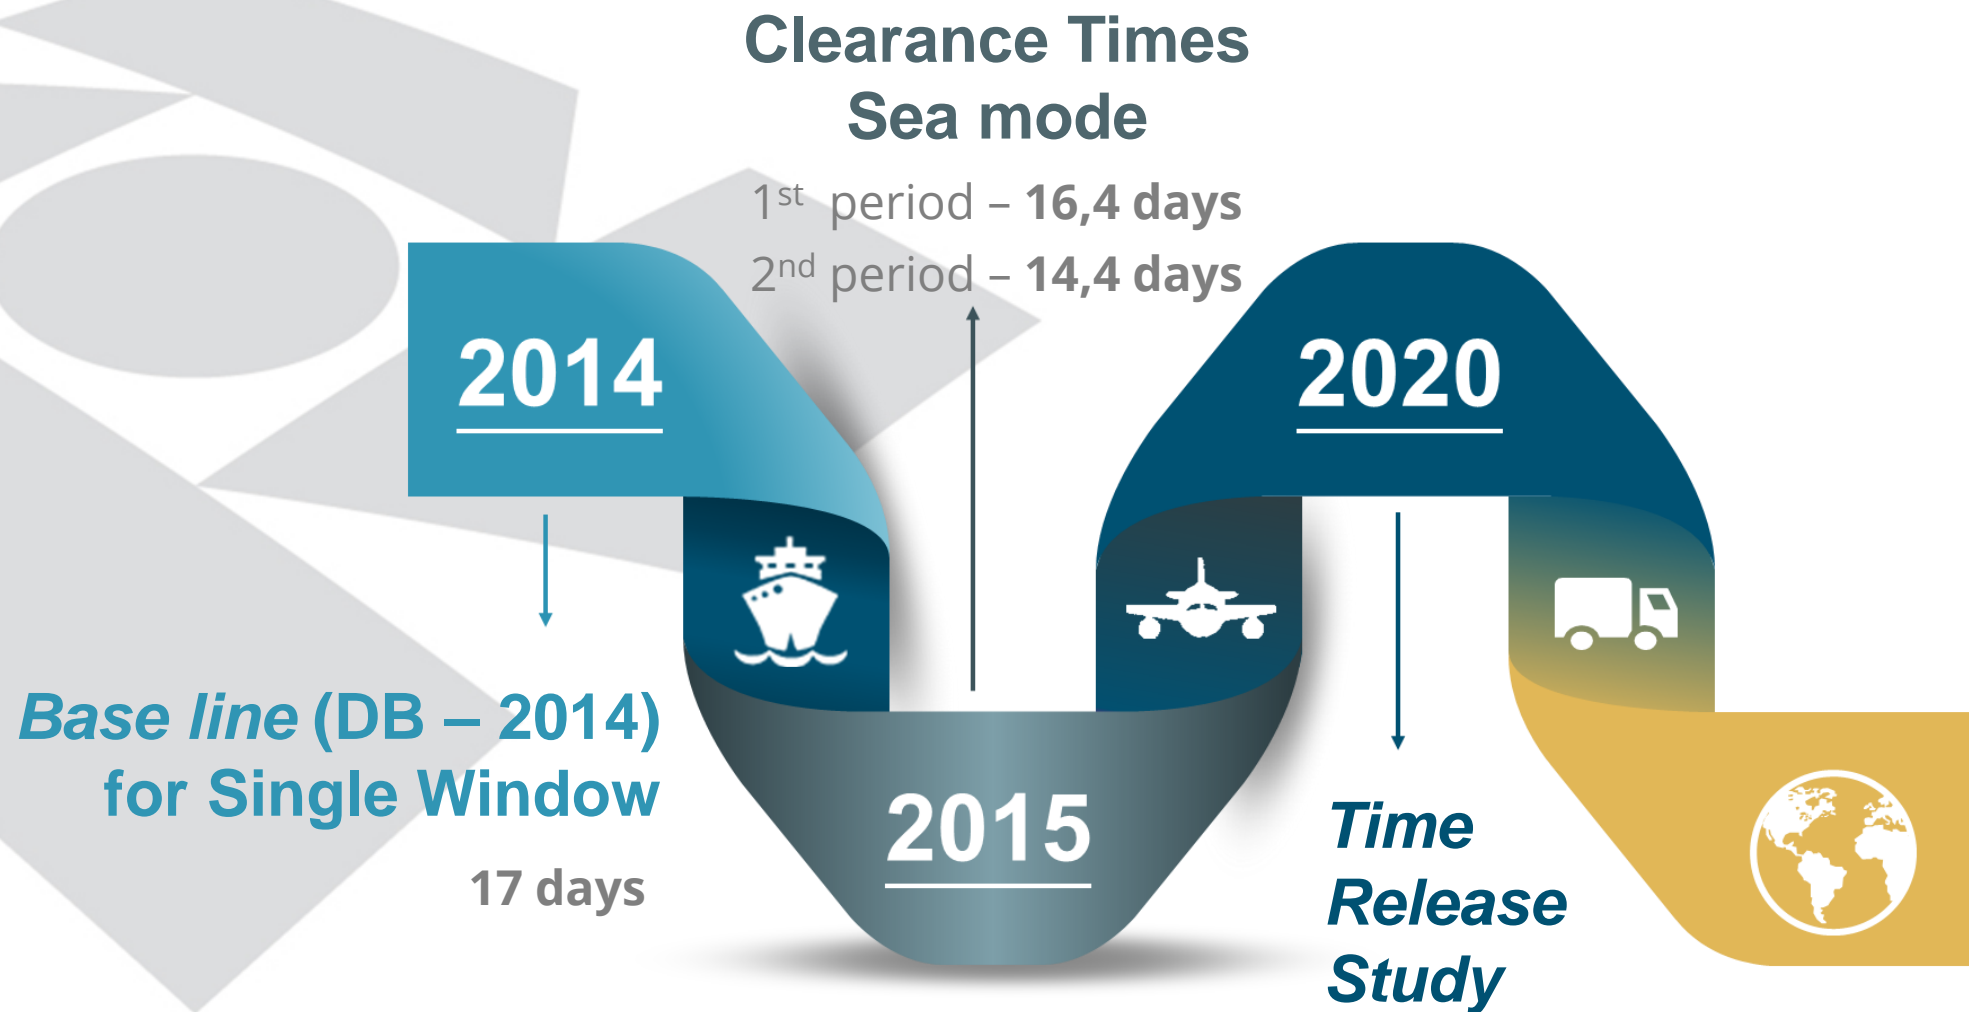 Clearance Times
Sea mode
1st period – 16,4 days
2nd period – 14,4 days
2014
2020
Base line (DB – 2014)
for Single Window
17 days
2015
Time
Release
Study